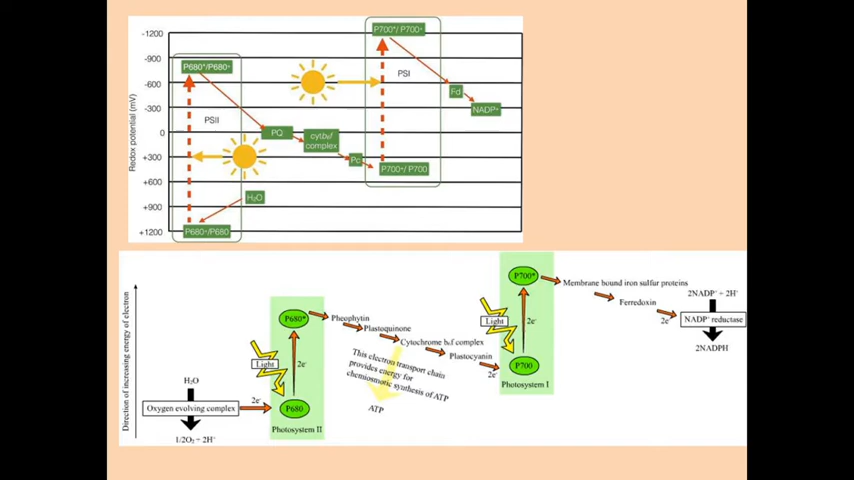 Redox potential (mV)
-1200
-900
-600
-300
0
+300
+600
+900
+1200
P680*/P680+
PSII
P680+/P680
H₂O
PQ
cytb₆f
complex
Pc
P700*/ P700+
PSI
P700+/ P700
Fd
NADP+
Direction of increasing energy of electron
H₂O
Oxygen evolving complex
1/2O₂ + 2H⁺
2e⁻
P680*
Light
2e⁻
P680
Photosystem II
Pheophytin
Plastoquinone
Cytochrome b₆f complex
Plastocyanin
2e⁻
This electron transport chain
provides energy for
chemiosmotic synthesis of ATP
ATP
P700*
Light
2e⁻
P700
Photosystem I
Membrane bound iron sulfur proteins
Ferredoxin
2e⁻
2NADP⁺ + 2H⁺
NADP⁺ reductase
2NADPH